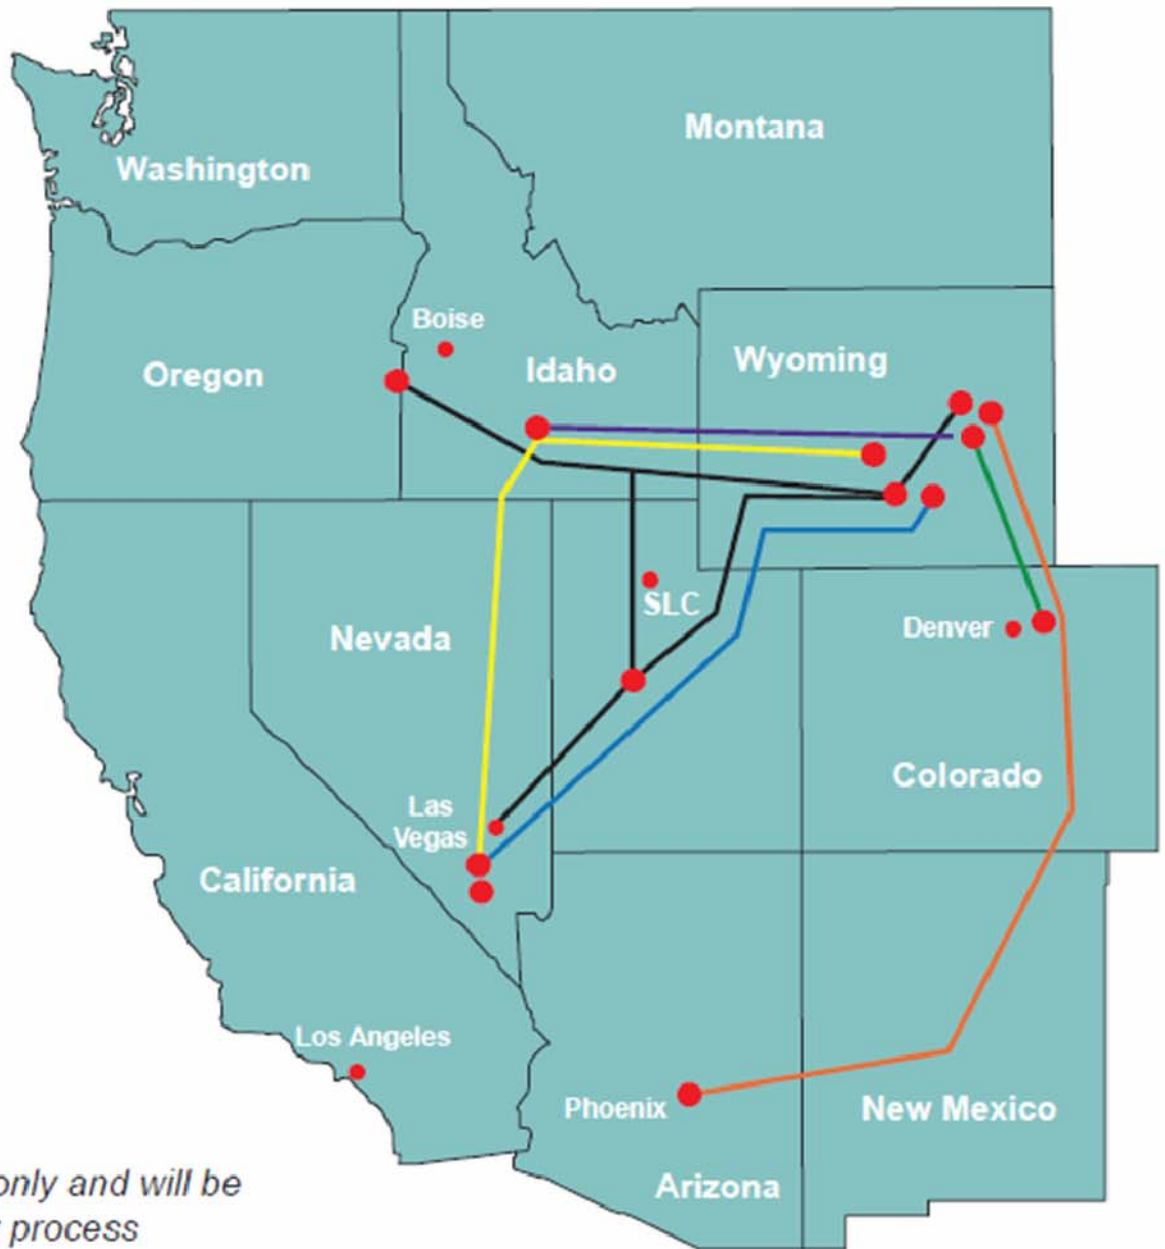 Montana
Washington
Boise
Oregon
Idaho
Wyoming
SLC
Nevada
Denver
Colorado
Las
Vegas
California
Los Angeles
Phoenix
New Mexico
Arizona
only and will be
process